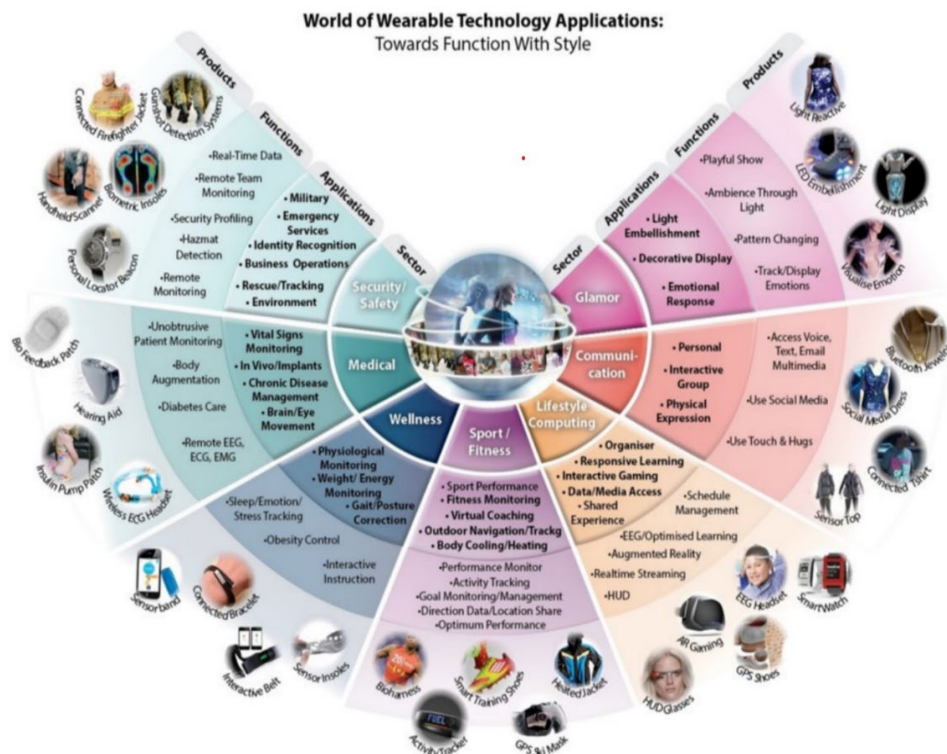 World of Wearable Technology Applications:
Towards Function With Style
Products
Functions
Applications
Sector
Connected Firefighter Jacket
Gunshot Detection Systems
Handheld Scanner
Biometric Insoles
Personal Locator Beacon
•Real-Time Data
•Remote Team
Monitoring
•Security Profiling
•Hazmat
Detection
•Remote
Monitoring
• Military
• Emergency
Services
• Identity Recognition
• Business Operations
• Rescue/Tracking
• Environment
Security/
Safety
Bio Feedback Patch
Hearing Aid
Insulin Pump Patch
Wireless ECG Headset
•Unobtrusive
Patient Monitoring
•Body
Augmentation
•Diabetes Care
•Remote EEG,
ECG, EMG
• Vital Signs
Monitoring
• In Vivo/Implants
• Chronic Disease
Management
• Brain/Eye
Movement
Medical
Wellness
• Physiological
Monitoring
• Weight/ Energy
Monitoring
• Gait/Posture
Correction
•Sleep/Emotion/
Stress Tracking
•Obesity Control
•Interactive
Instruction
Sensor band
Connected Bracelet
Interactive Belt
Sensor Insoles
Sport /
Fitness
• Sport Performance
• Fitness Monitoring
• Virtual Coaching
• Outdoor Navigation/Trackg
• Body Cooling/Heating
•Performance Monitor
•Activity Tracking
•Goal Monitoring/Management
•Direction Data/Location Share
•Optimum Performance
Bioharness
Smart Training Shoes
Heated Jacket
Activity Tracker
FUEL
GPS Ski Mask
Lifestyle
Computing
• Organiser
• Responsive Learning
• Interactive Gaming
• Data/Media Access
• Shared
Experience
•Schedule
Management
•EEG/Optimised Learning
•Augmented Reality
•Realtime Streaming
•HUD
EEG Headset
Smart Watch
AR Gaming
GPS Shoes
HUD Glasses
Communi-
cation
• Personal
• Interactive
Group
• Physical
Expression
•Access Voice,
Text, Email
Multimedia
•Use Social Media
•Use Touch & Hugs
Bluetooth Jewel
Social Media Dress
Connected Tshirt
Sensor Top
Glamor
Sector
Applications
Functions
Products
• Light
Embellishment
• Decorative Display
• Emotional
Response
•Playful Show
•Ambience Through
Light
•Pattern Changing
•Track/Display
Emotions
Light Reactive
LED Embellishment
Light Display
Visualise Emotion